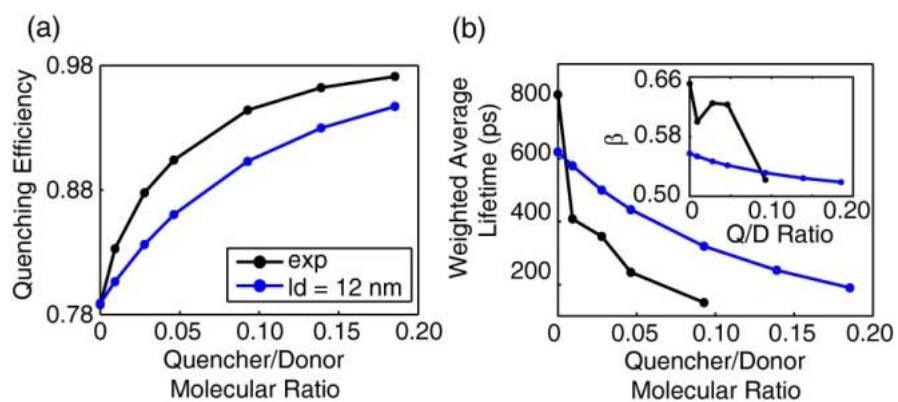 (a)
0.98
0.88
0.78
Quenching Efficiency
exp
ld = 12 nm
0 0.05 0.10 0.15 0.20
Quencher/Donor
Molecular Ratio
(b)
800
600
400
200
Weighted Average
Lifetime (ps)
0.66
0.58
0.50
β
0 0.10 0.20
Q/D Ratio
0 0.05 0.10 0.15 0.20
Quencher/Donor
Molecular Ratio